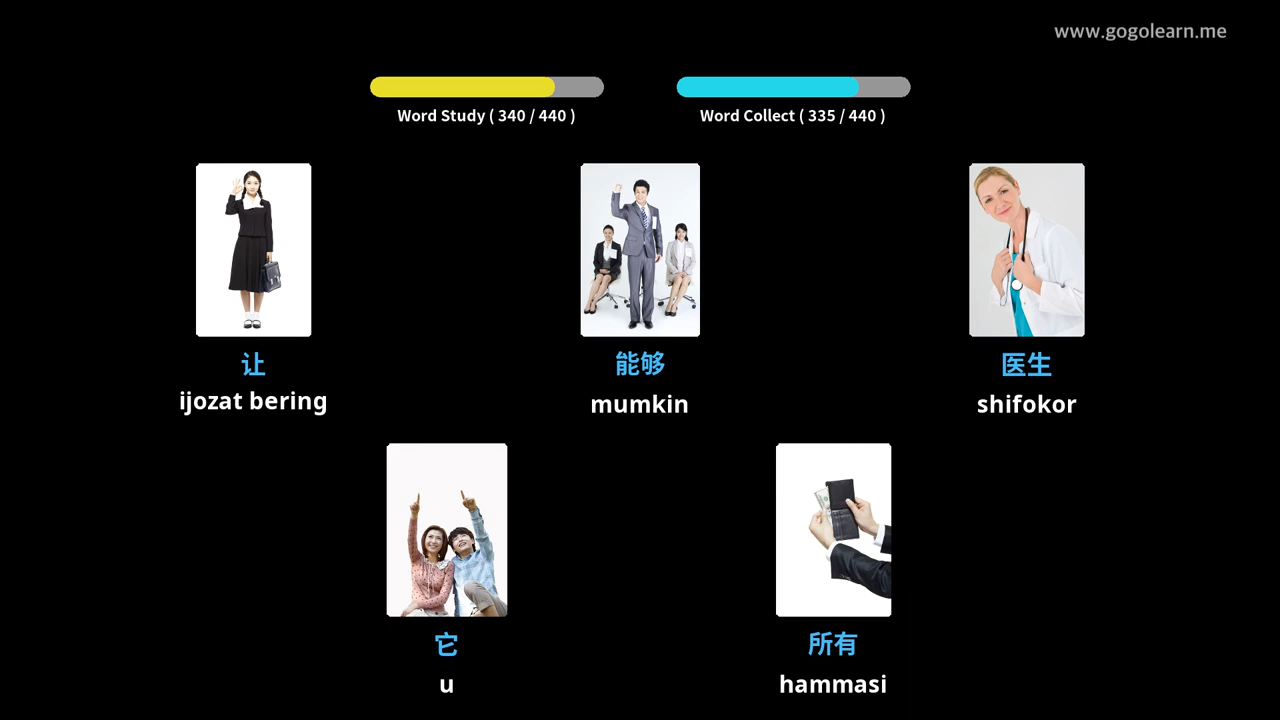 www.gogolearn.me
Word Study ( 340 / 440 )
Word Collect ( 335 / 440 )
让
ijozat bering
能够
mumkin
医生
shifokor
它
u
所有
hammasi